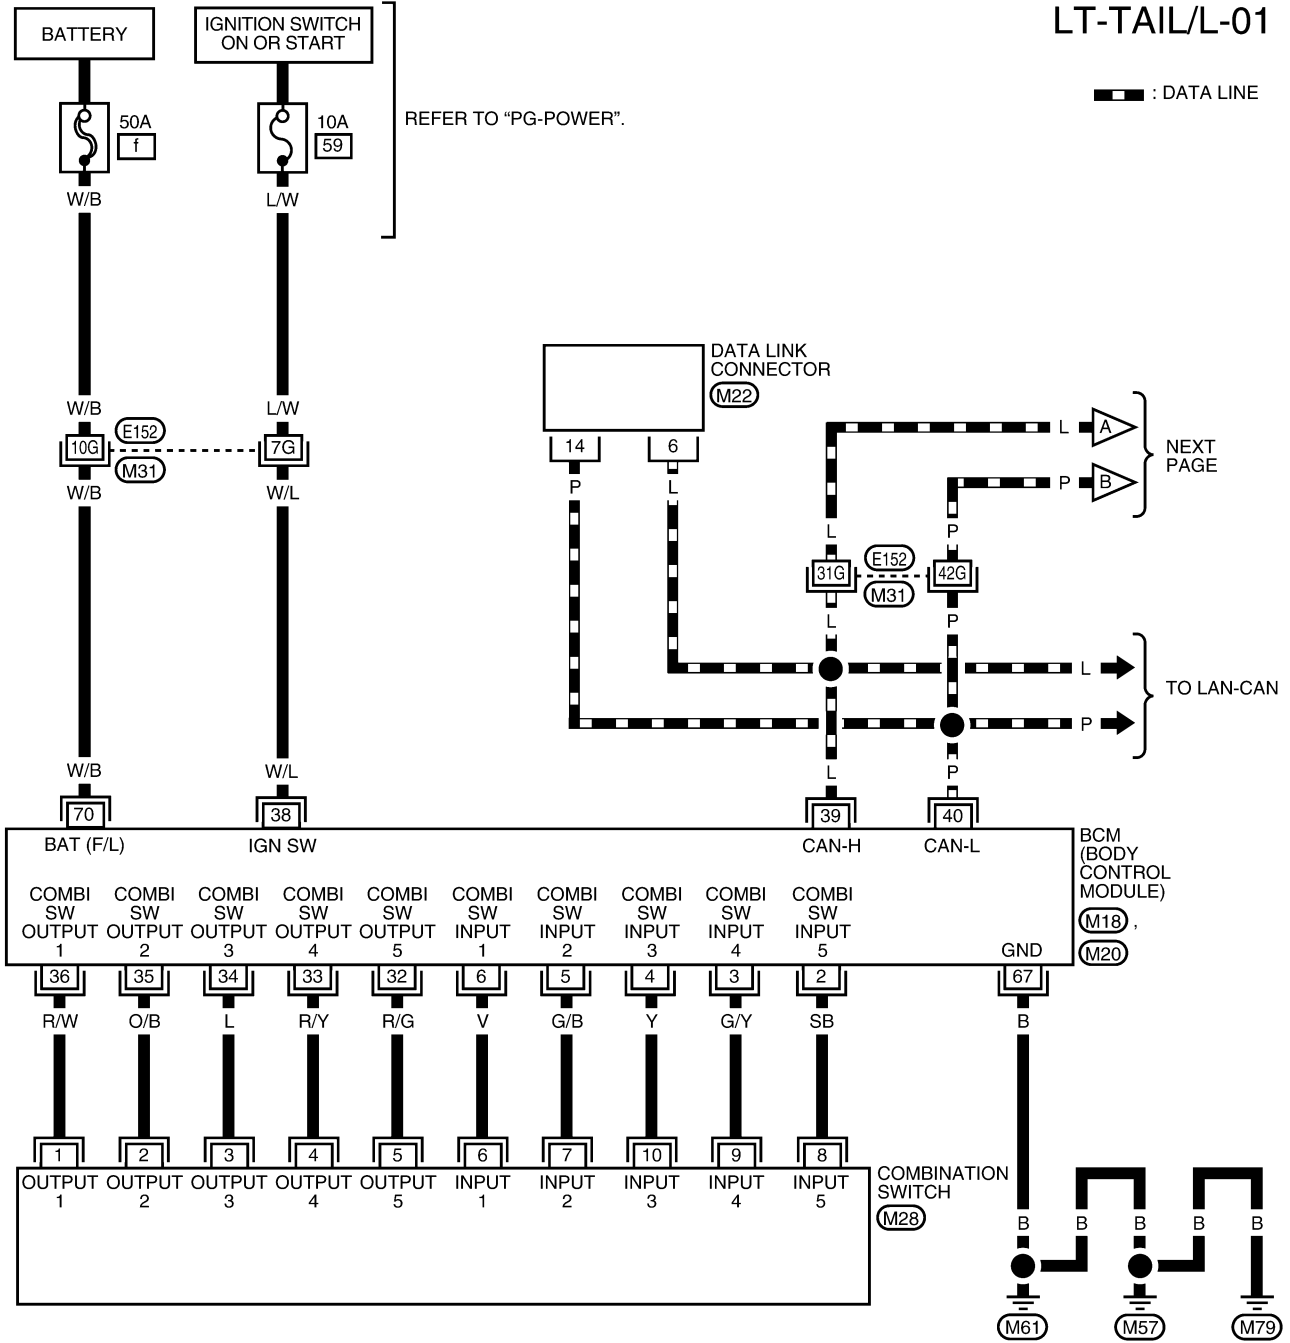 LT-TAIL/L-01
: DATA LINE
BATTERY
IGNITION SWITCH
ON OR START
50A
f
10A
59
REFER TO “PG-POWER”.
W/B
L/W
W/B
L/W
10G
E152
M31
7G
W/B
W/L
W/B
W/L
DATA LINK
CONNECTOR
M22
14
6
P
L
L
A
P
B
NEXT
PAGE
L
P
31G
E152
M31
42G
L
P
L
P
TO LAN-CAN
L
P
70
38
39
40
BAT (F/L)
IGN SW
CAN-H
CAN-L
BCM
(BODY
CONTROL
MODULE)
M18 ,
M20
COMBI
SW
OUTPUT
1
COMBI
SW
OUTPUT
2
COMBI
SW
OUTPUT
3
COMBI
SW
OUTPUT
4
COMBI
SW
OUTPUT
5
COMBI
SW
INPUT
1
COMBI
SW
INPUT
2
COMBI
SW
INPUT
3
COMBI
SW
INPUT
4
COMBI
SW
INPUT
5
GND
36 35 34 33 32 6 5 4 3 2 67
R/W O/B L R/Y R/G V G/B Y G/Y SB B
1 2 3 4 5 6 7 10 9 8
OUTPUT
1
OUTPUT
2
OUTPUT
3
OUTPUT
4
OUTPUT
5
INPUT
1
INPUT
2
INPUT
3
INPUT
4
INPUT
5
COMBINATION
SWITCH
M28
B B B B B
M61 M57 M79